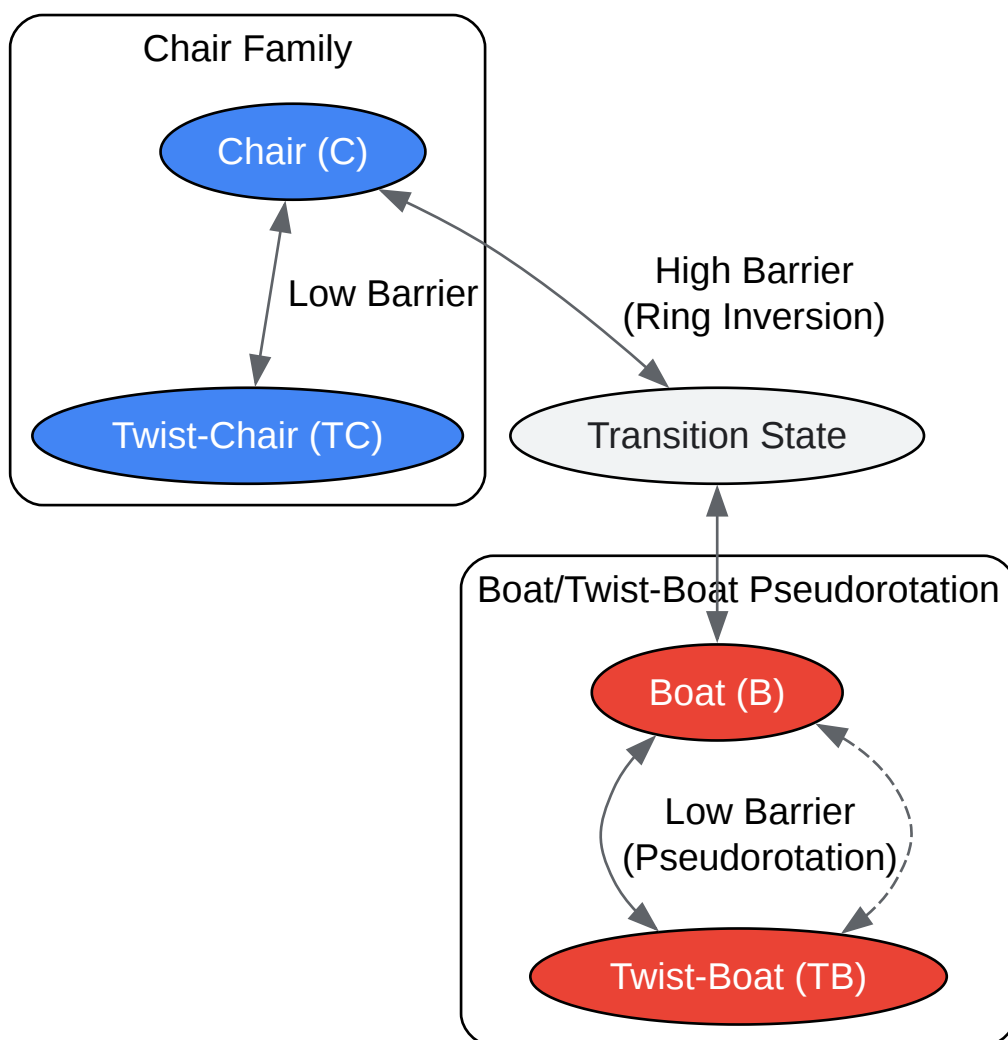 Chair Family
Chair (C)
Low Barrier
High Barrier
(Ring Inversion)
Twist-Chair (TC)
Transition State
Boat/Twist-Boat Pseudorotation
Boat (B)
Low Barrier
(Pseudorotation)
Twist-Boat (TB)